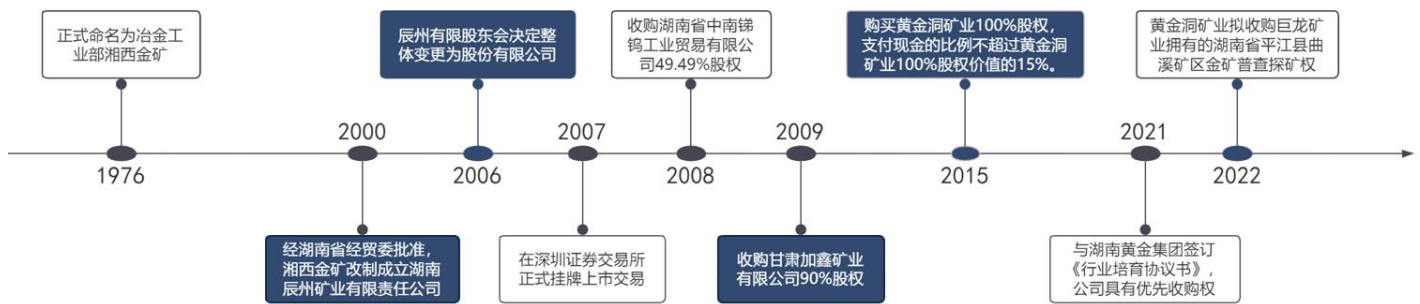 正式命名为冶金工
业部湘西金矿
辰州有限股东会决定整
体变更为股份有限公司
收购湖南省中南锑
钨工业贸易有限公
司49.49%股权
购买黄金洞矿业100%股权，
支付现金的比例不超过黄金洞
矿业100%股权价值的15%。
黄金洞矿业拟收购巨龙矿
业拥有的湖南省平江县曲
溪矿区金矿普查探矿权
2000
2007
2009
2021
1976
2006
2008
2015
2022
经湖南省经贸委批准，
湘西金矿改制成立湖南
辰州矿业有限责任公司
在深圳证券交易所
正式挂牌上市交易
收购甘肃加鑫矿业
有限公司90%股权
与湖南黄金集团签订
《行业培育协议书》，
公司具有优先收购权